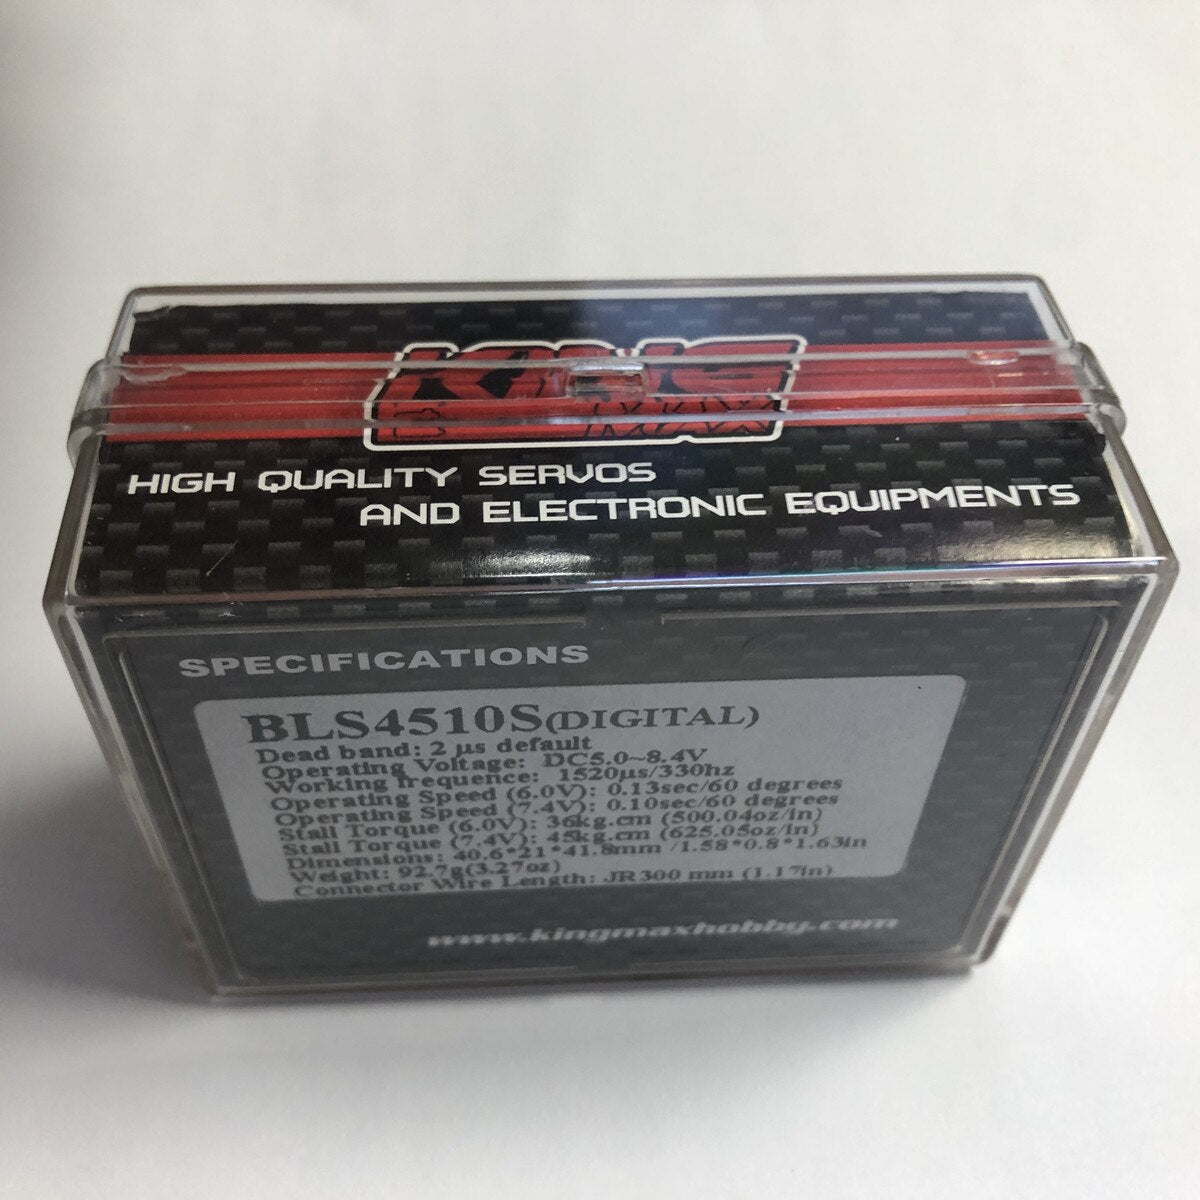 KING
MAX
HIGH QUALITY SERVOS
AND ELECTRONIC EQUIPMENTS
SPECIFICATIONS
BLS4510S(DIGITAL)
Dead band: 2 μs default
Operating Voltage: DC5.0~8.4V
Working frequence: 1520μs/330hz
Operating Speed (6.0V): 0.13sec/60 degrees
Operating Speed (7.4V): 0.10sec/60 degrees
Stall Torque (6.0V): 36kg.cm (500.04oz/in)
Stall Torque (7.4V): 45kg.cm (625.05oz/in)
Dimensions: 40.6*21*41.8mm /1.58*0.8*1.63in
Weight: 92.7g(3.27oz)
Connector Wire Length: JR 300 mm (1.17in)
www.kingmaxhobby.com